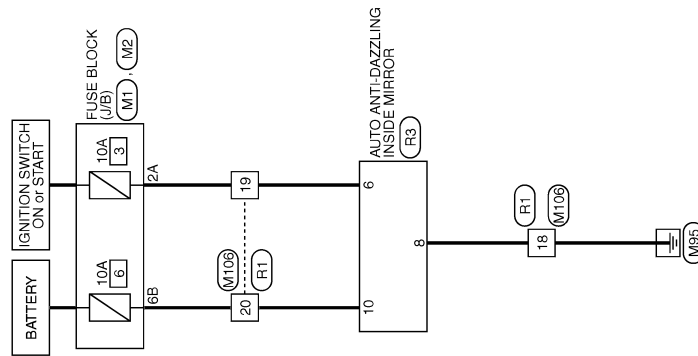 IGNITION SWITCH
ON or START
BATTERY
FUSE BLOCK
(J/B)
M1 , M2
10A
3
10A
6
2A
6B
19
M106
20
R1
AUTO ANTI-DAZZLING
INSIDE MIRROR
R3
6
10
8
R1
18
M106
M95